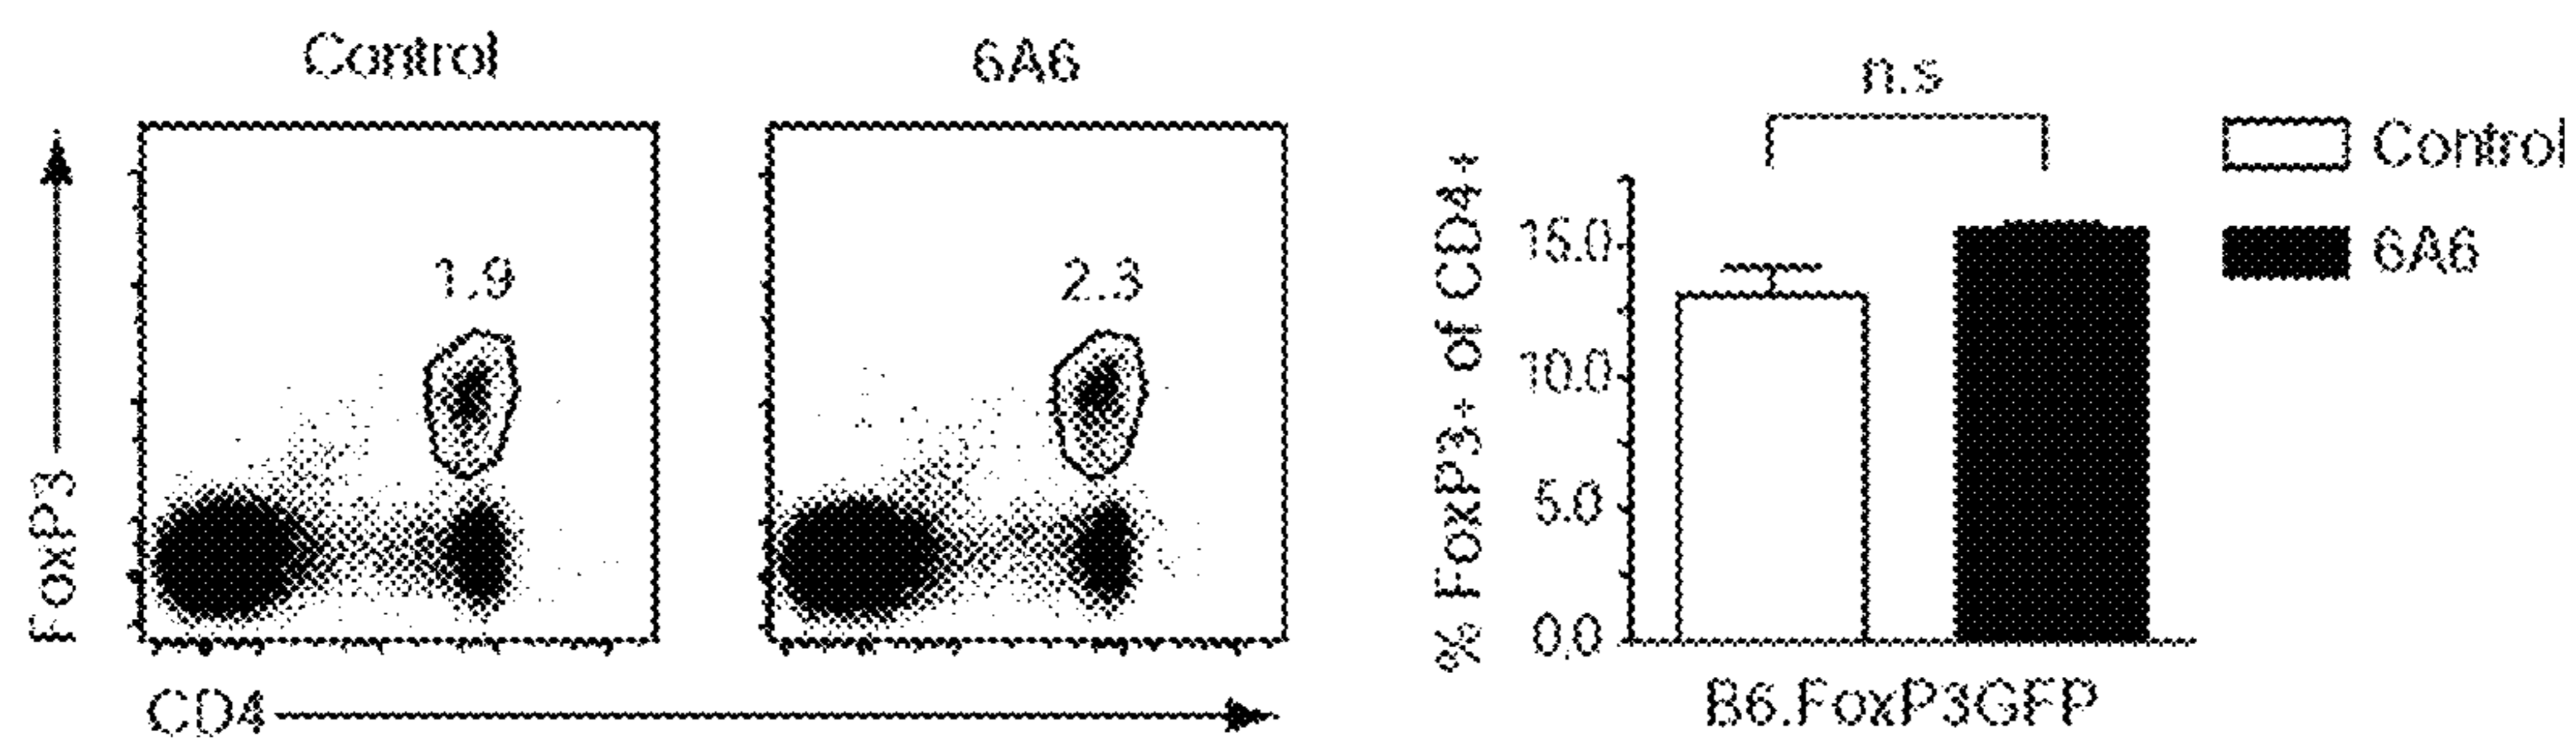 Control
6A6
FoxP3
1.9
2.3
CD4
n.s
Control
6A6
% FoxP3+ of CD4+
15.0
10.0
5.0
0.0
B6.FoxP3GFP